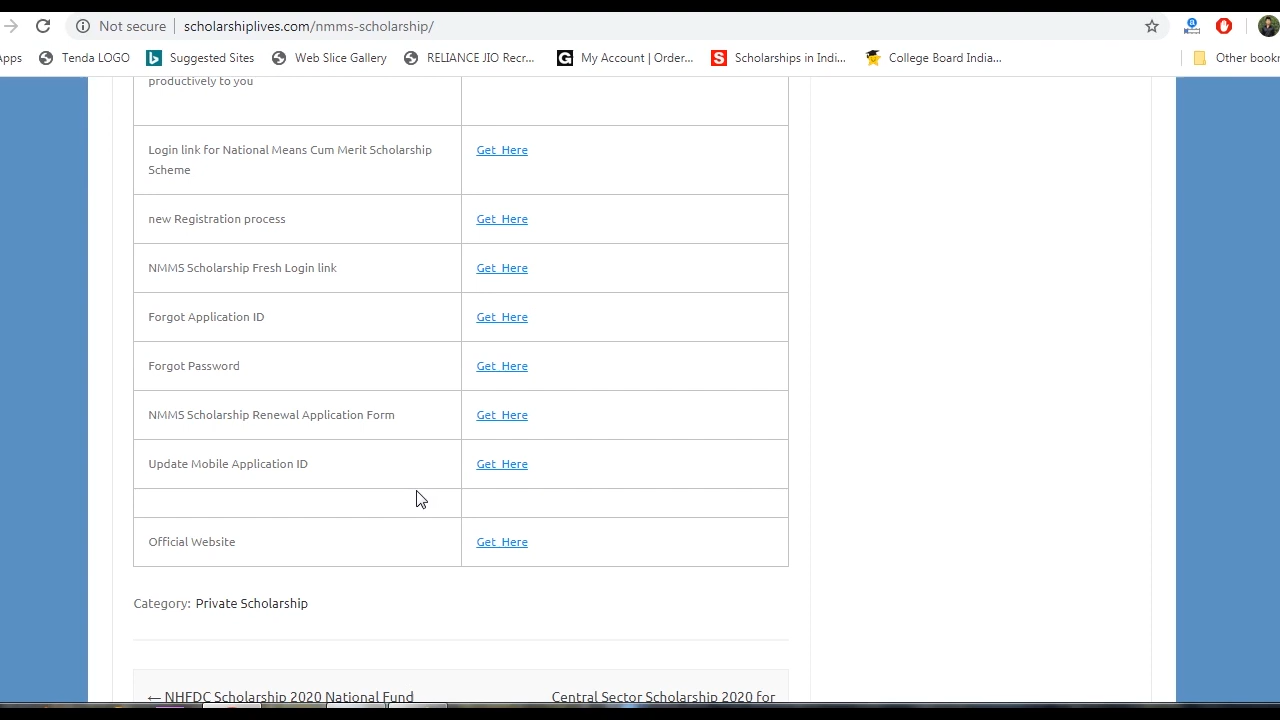 Not secure scholarshiplives.com/nmms-scholarship/
Tenda LOGO Suggested Sites Web Slice Gallery RELIANCE JIO Recr... My Account | Order... Scholarships in Indi... College Board India... Other bookr
productively to you
Login link for National Means Cum Merit Scholarship Get Here
Scheme
new Registration process Get Here
NMMS Scholarship Fresh Login link Get Here
Forgot Application ID Get Here
Forgot Password Get Here
NMMS Scholarship Renewal Application Form Get Here
Update Mobile Application ID Get Here
Official Website Get Here
Category: Private Scholarship
← NHFDC Scholarship 2020 National Fund Central Sector Scholarship 2020 for